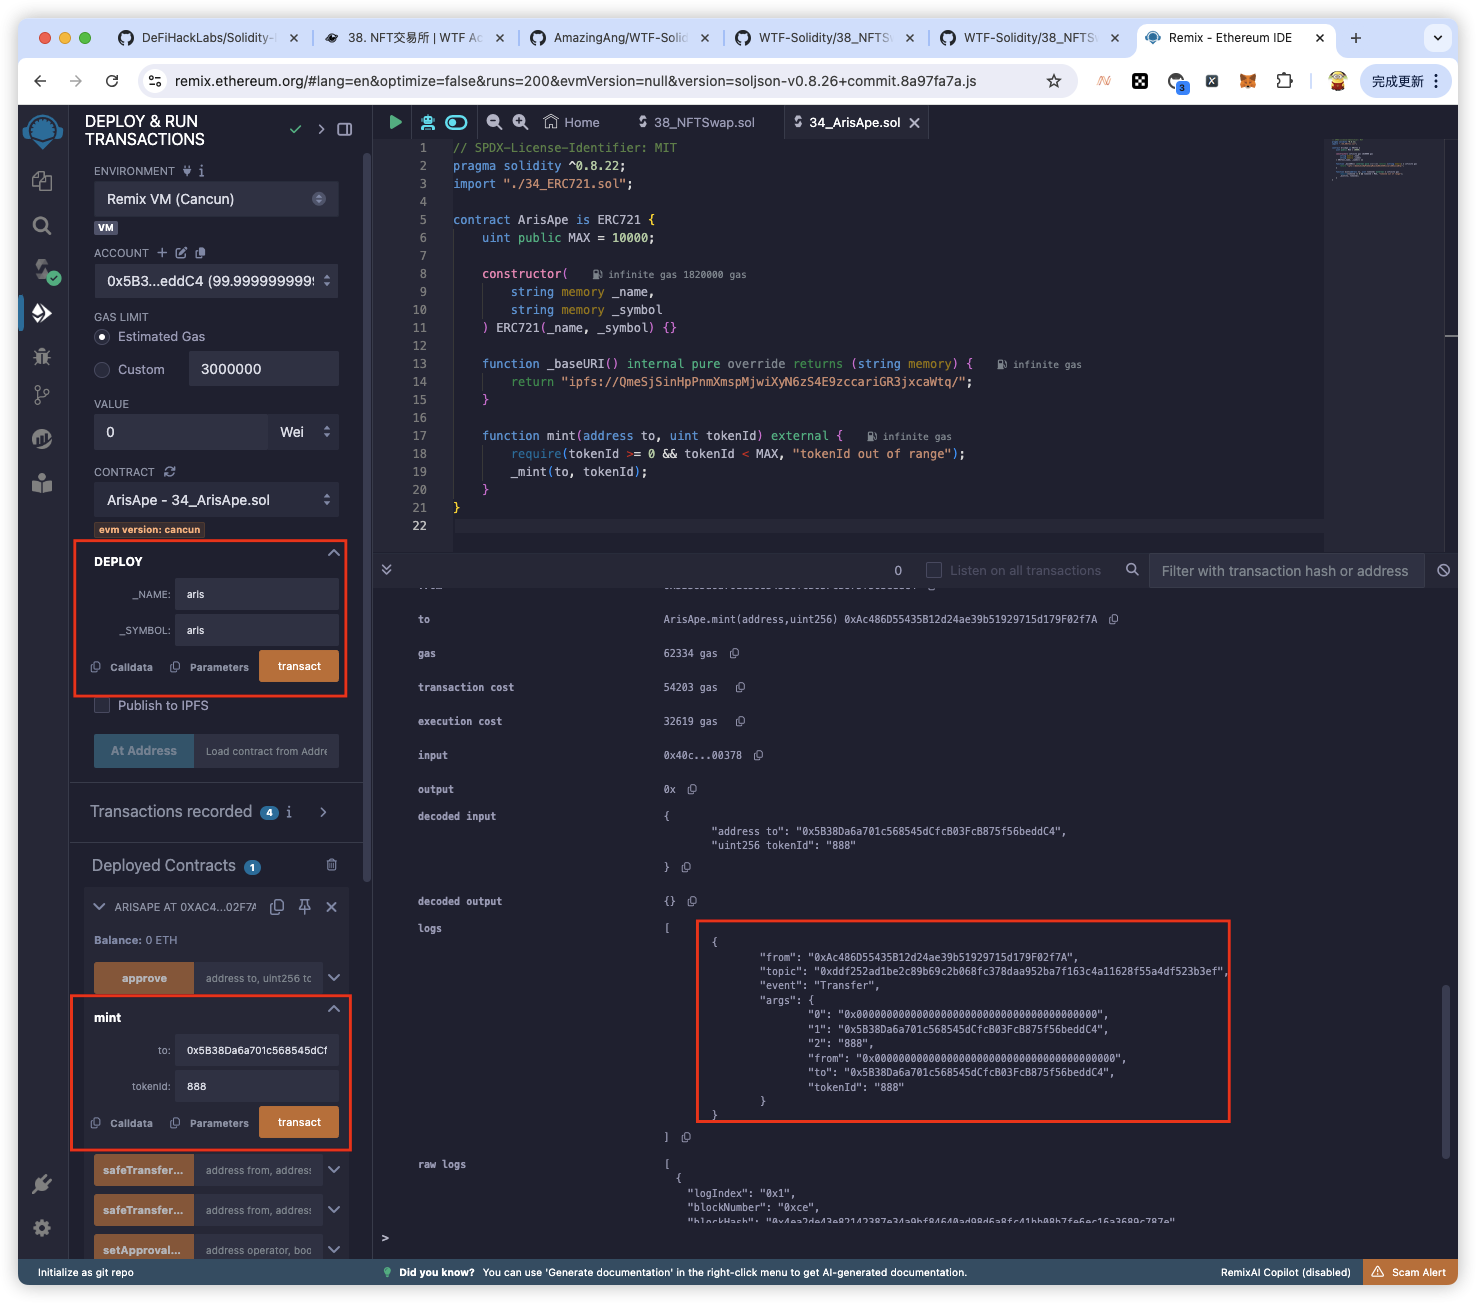 DeFiHackLabs/Solidity-
38. NFT交易所 | WTF Ac
AmazingAng/WTF-Solid
WTF-Solidity/38_NFTSw
WTF-Solidity/38_NFTSw
Remix - Ethereum IDE
remix.ethereum.org/#lang=en&optimize=false&runs=200&evmVersion=null&version=soljson-v0.8.26+commit.8a97fa7a.js
3
完成更新
DEPLOY & RUN
TRANSACTIONS
ENVIRONMENT
Remix VM (Cancun)
VM
ACCOUNT
0x5B3...eddC4 (99.9999999999
GAS LIMIT
Estimated Gas
Custom
3000000
VALUE
0
Wei
CONTRACT
ArisApe - 34_ArisApe.sol
evm version: cancun
DEPLOY
_NAME:
aris
_SYMBOL:
aris
Calldata
Parameters
transact
Publish to IPFS
At Address
Load contract from Addre
Transactions recorded 4 i
Deployed Contracts 1
ARISAPE AT 0XAC4...02F7A
Balance: 0 ETH
approve
address to, uint256 to
mint
to:
0x5B38Da6a701c568545dCf
tokenId:
888
Calldata
Parameters
transact
safeTransfer...
address from, address
safeTransfer...
address from, address
setApproval...
address operator, boo
Home
38_NFTSwap.sol
34_ArisApe.sol
1 // SPDX-License-Identifier: MIT
2 pragma solidity ^0.8.22;
3 import "./34_ERC721.sol";
4
5 contract ArisApe is ERC721 {
6 uint public MAX = 10000;
7
8 constructor( infinite gas 1820000 gas
9 string memory _name,
10 string memory _symbol
11 ) ERC721(_name, _symbol) {}
12
13 function _baseURI() internal pure override returns (string memory) { infinite gas
14 return "ipfs://QmeSjSinHpPnmXmspMjwiXyN6zS4E9zccariGR3jxcaWtq/";
15 }
16
17 function mint(address to, uint tokenId) external { infinite gas
18 require(tokenId >= 0 && tokenId < MAX, "tokenId out of range");
19 _mint(to, tokenId);
20 }
21 }
22
0
Listen on all transactions
Filter with transaction hash or address
to ArisApe.mint(address,uint256) 0xAc486D55435B12d24ae39b51929715d179F02f7A
gas 62334 gas
transaction cost 54203 gas
execution cost 32619 gas
input 0x40c...00378
output 0x
decoded input {
"address to": "0x5B38Da6a701c568545dCfcB03FcB875f56beddC4",
"uint256 tokenId": "888"
}
decoded output {}
logs [
{
"from": "0xAc486D55435B12d24ae39b51929715d179F02f7A",
"topic": "0xddf252ad1be2c89b69c2b068fc378daa952ba7f163c4a11628f55a4df523b3ef",
"event": "Transfer",
"args": {
"0": "0x0000000000000000000000000000000000000000",
"1": "0x5B38Da6a701c568545dCfcB03FcB875f56beddC4",
"2": "888",
"from": "0x0000000000000000000000000000000000000000",
"to": "0x5B38Da6a701c568545dCfcB03FcB875f56beddC4",
"tokenId": "888"
}
}
]
raw logs [
{
"logIndex": "0x1",
"blockNumber": "0xce",
>
Initialize as git repo
Did you know? You can use 'Generate documentation' in the right-click menu to get AI-generated documentation.
RemixAI Copilot (disabled)
Scam Alert